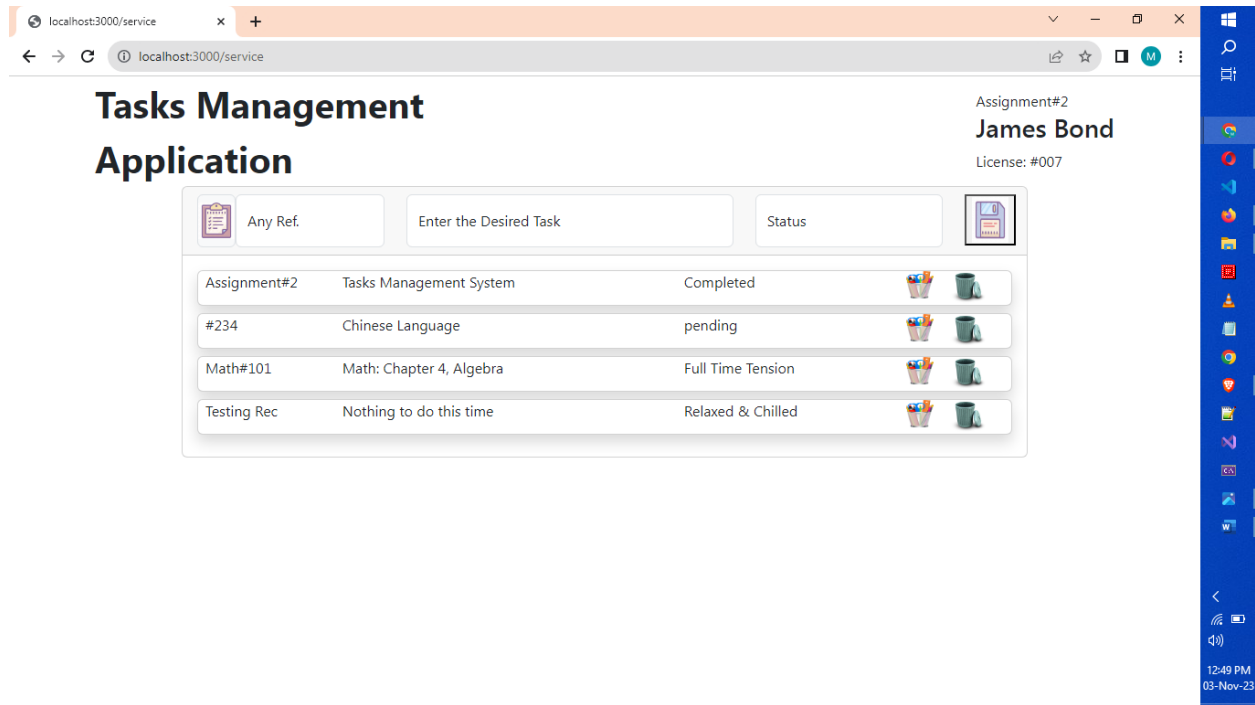 localhost:3000/service
localhost:3000/service
M
Tasks Management
Application
Assignment#2
James Bond
License: #007
Any Ref. Enter the Desired Task Status
Assignment#2 Tasks Management System Completed
#234 Chinese Language pending
Math#101 Math: Chapter 4, Algebra Full Time Tension
Testing Rec Nothing to do this time Relaxed & Chilled
12:49 PM
03-Nov-23